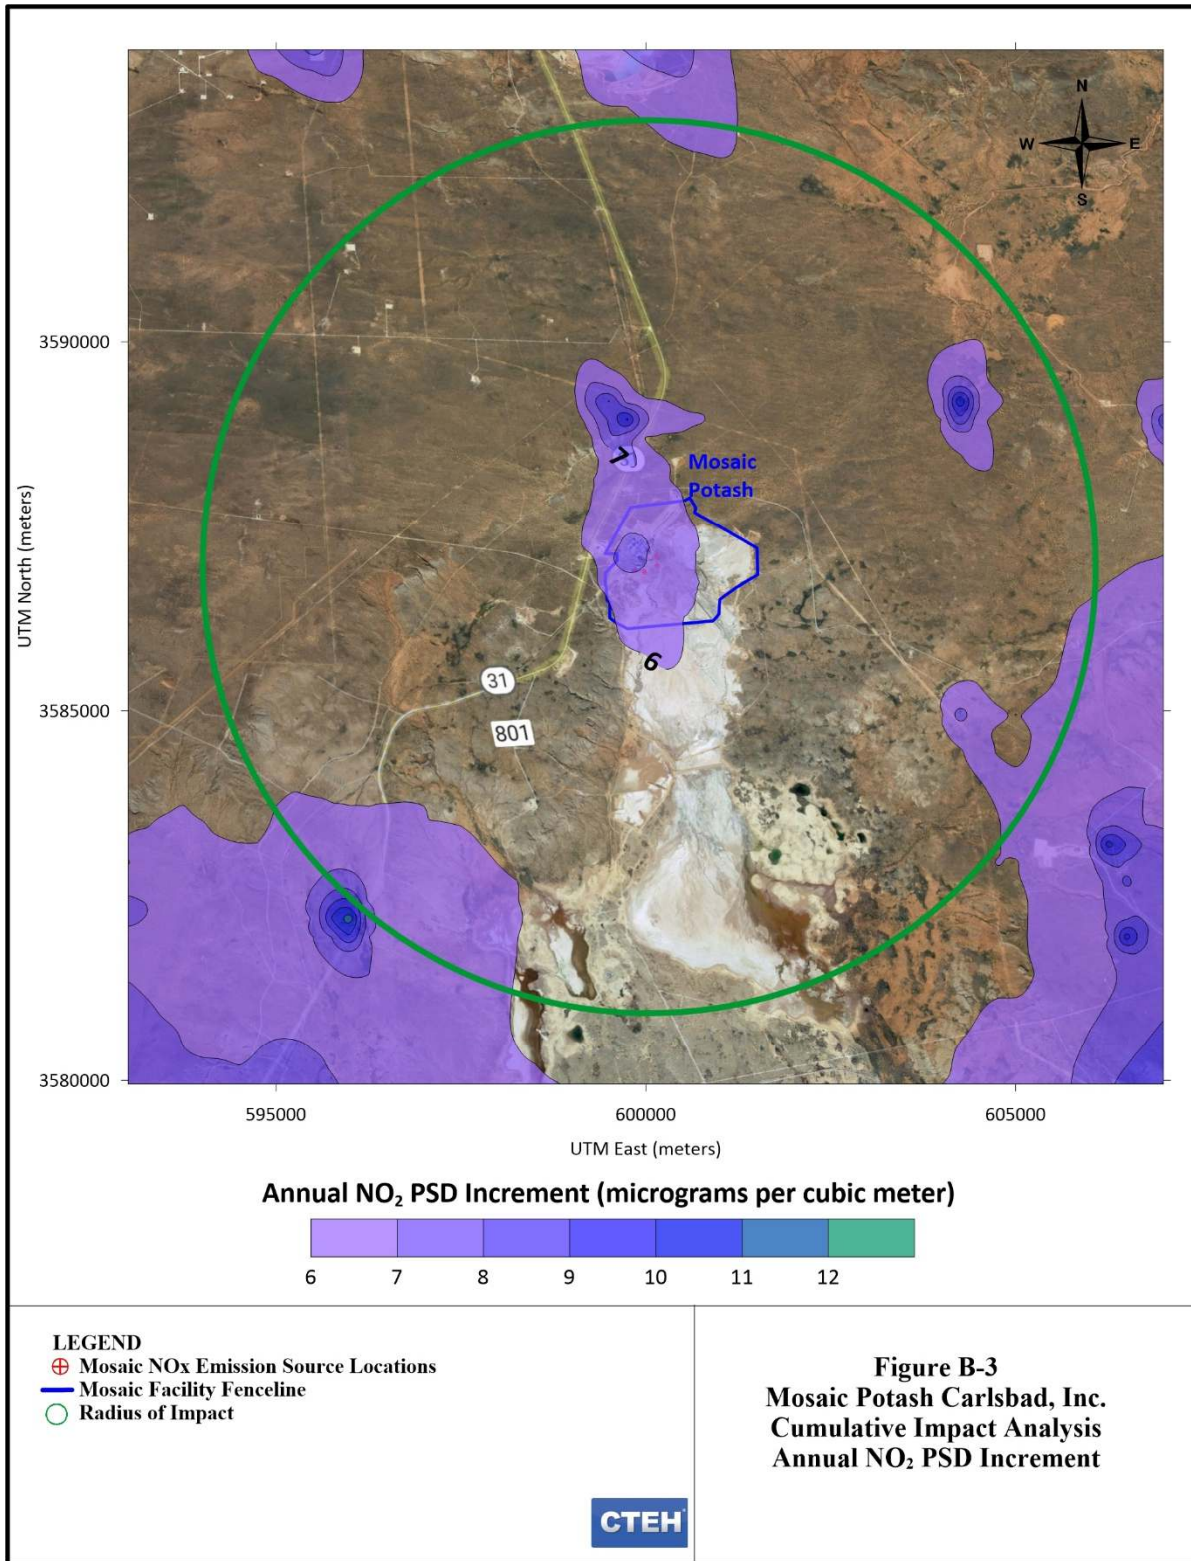 N
W E
S
3590000
Mosaic
Potash
7
31
UTM North (meters)
6
3585000
31
801
3580000
595000 600000 605000
UTM East (meters)
Annual NO₂ PSD Increment (micrograms per cubic meter)
6 7 8 9 10 11 12
LEGEND
Mosaic NOx Emission Source Locations
Mosaic Facility Fenceline
Radius of Impact
Figure B-3
Mosaic Potash Carlsbad, Inc.
Cumulative Impact Analysis
Annual NO₂ PSD Increment
CTEH